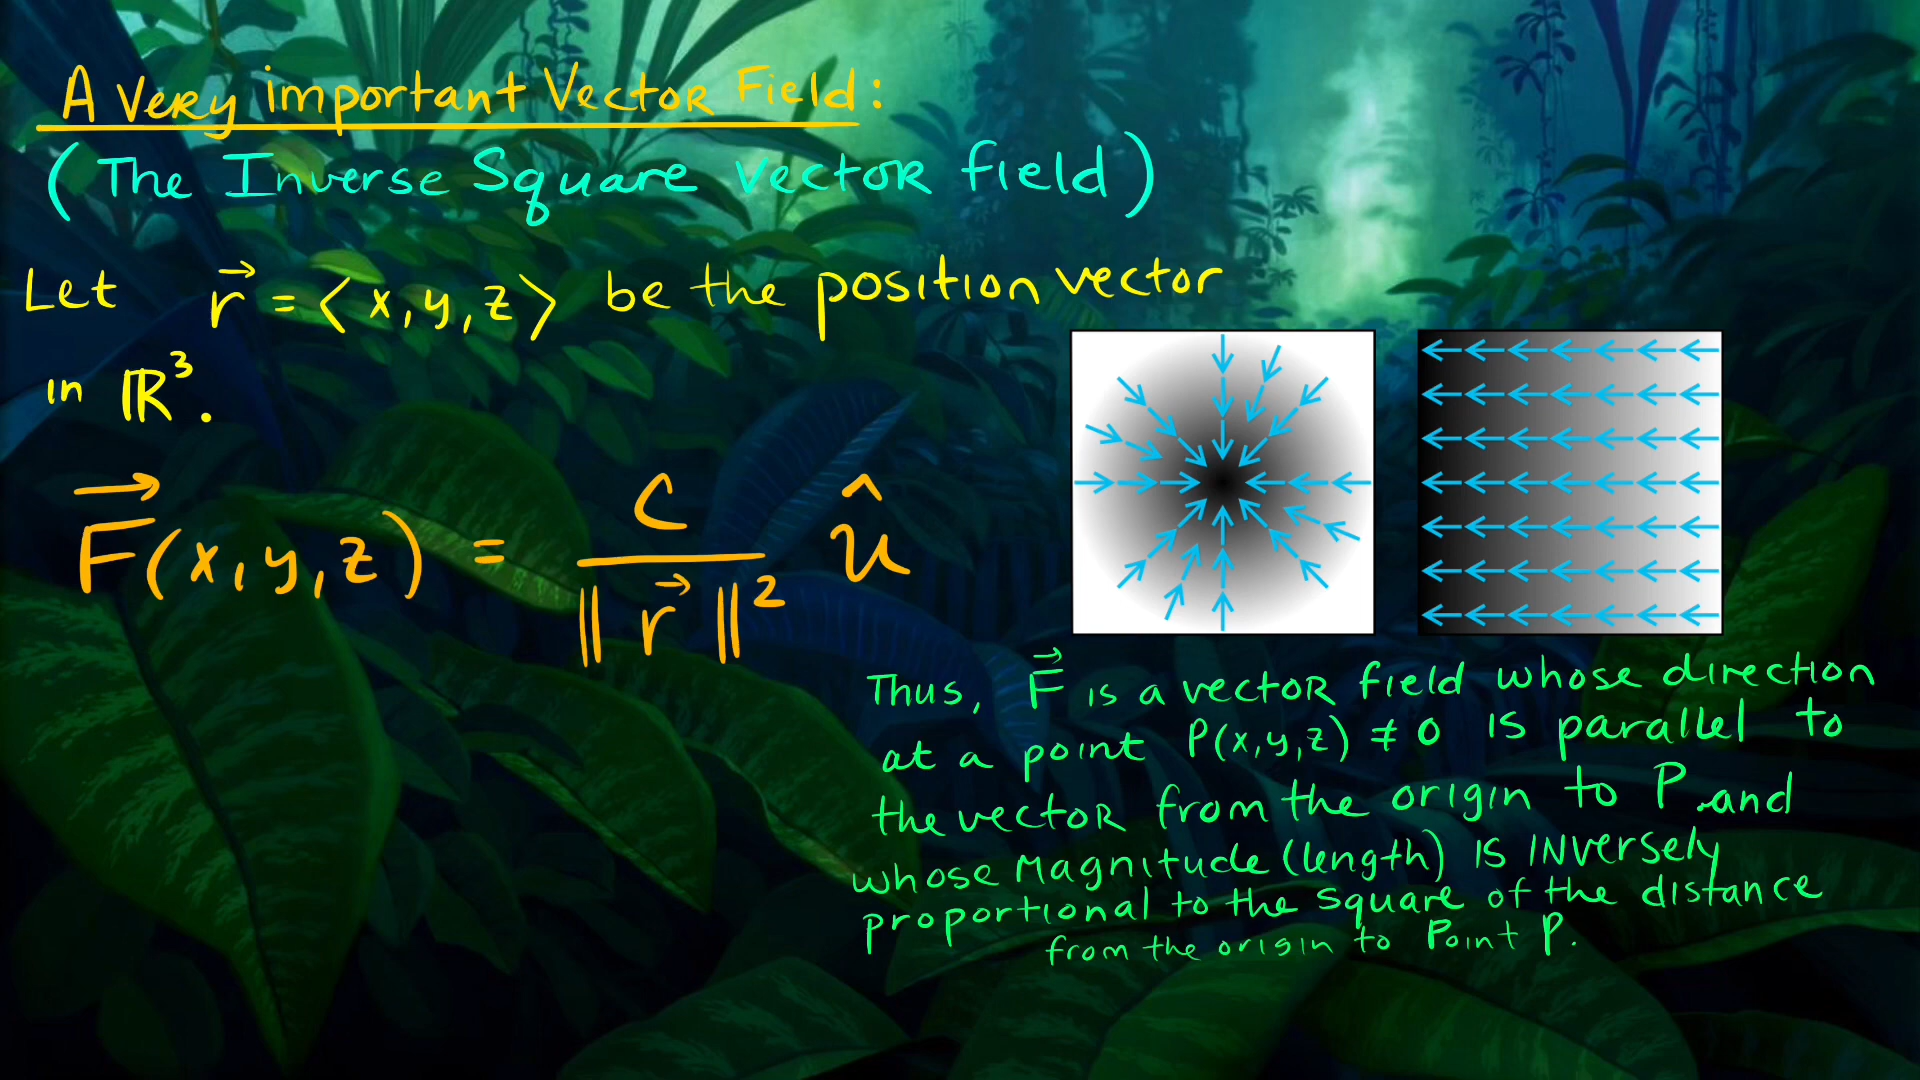 A Very important Vector Field:
(The Inverse Square Vector field)
Let r⃗ = ⟨x,y,z⟩ be the position vector
in ℝ³.
F⃗(x,y,z) = c / ‖r⃗‖² û
Thus, F⃗ is a vector field whose direction
at a point P(x,y,z) ≠ 0 is parallel to
the vector from the origin to P and
whose Magnitude (length) is inversely
proportional to the square of the distance
from the origin to Point P.